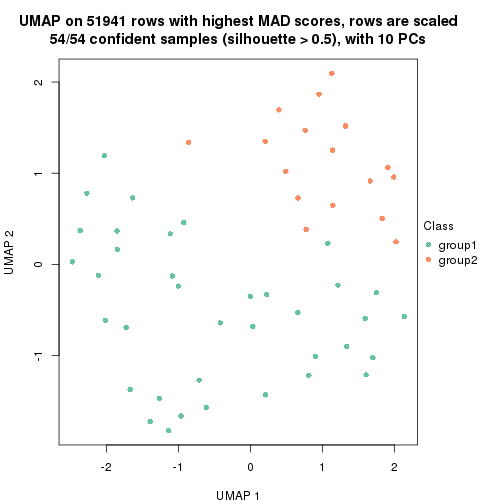 UMAP on 51941 rows with highest MAD scores, rows are scaled
54/54 confident samples (silhouette > 0.5), with 10 PCs
2
1
0
-1
UMAP 2
-2
-1
0
1
2
UMAP 1
Class
group1
group2